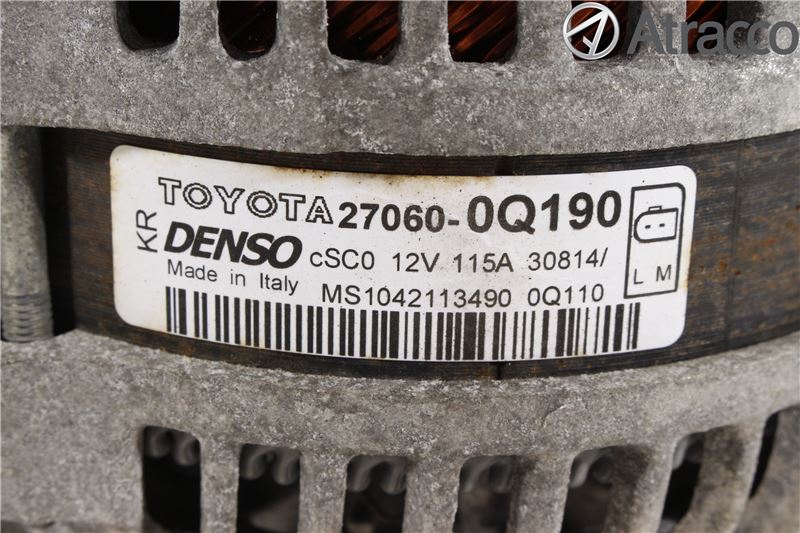 Atracco
TOYOTA 27060-0Q190
KR
DENSO cSC0 12V 115A 30814/
Made in Italy MS1042113490 0Q110
L M